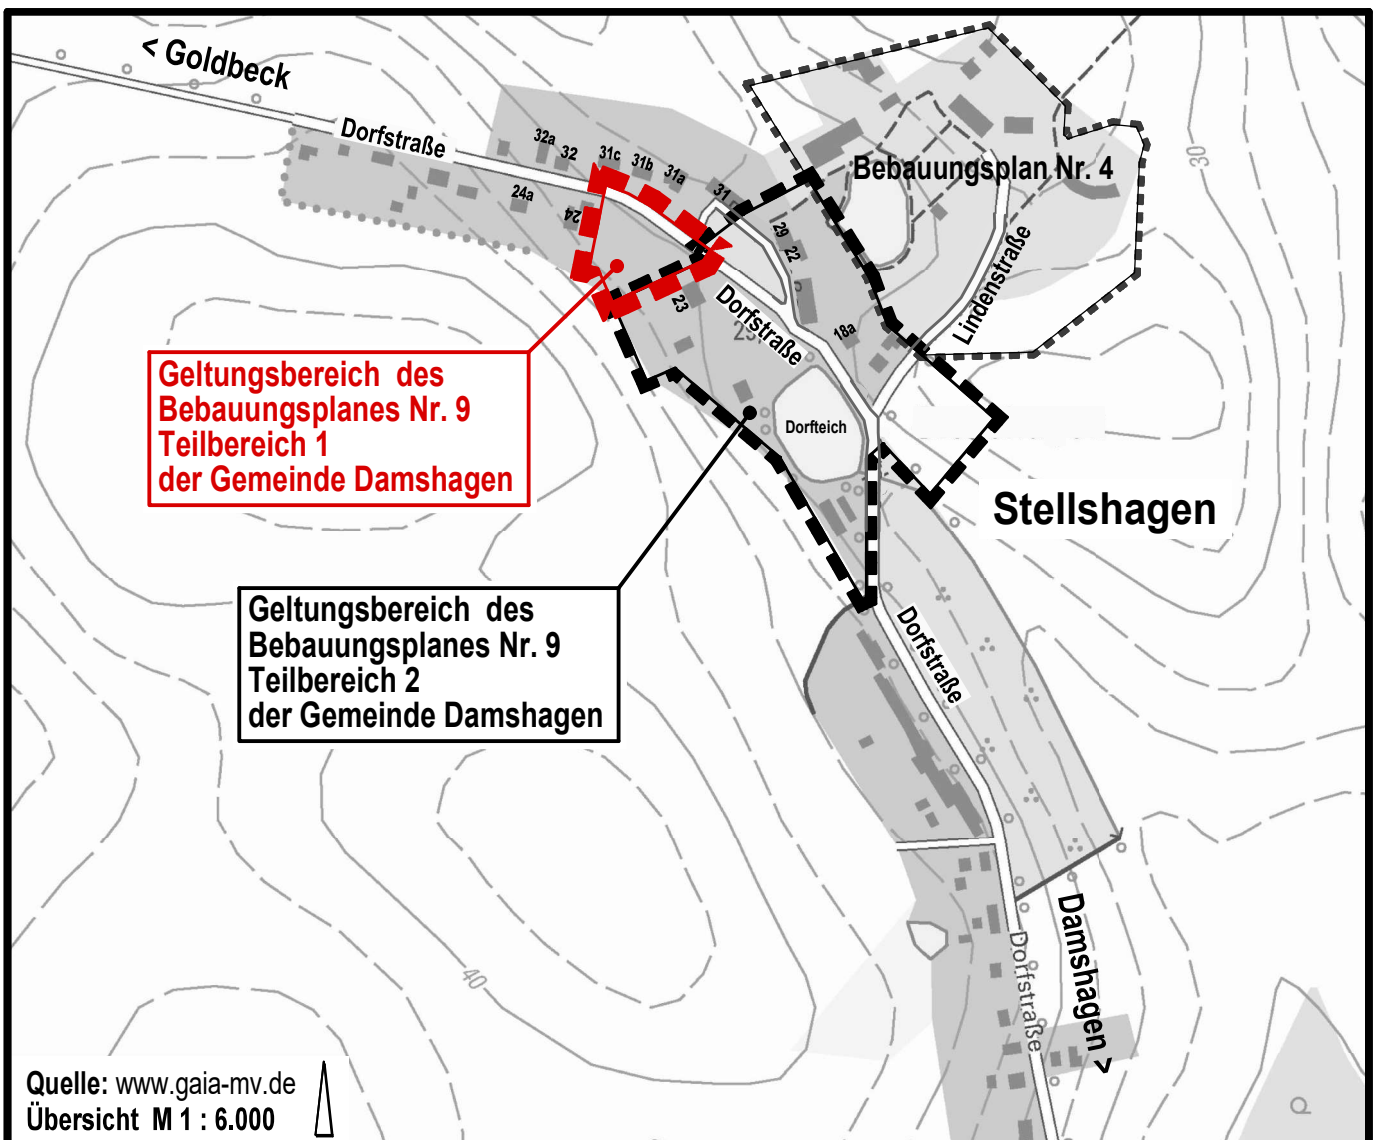 < Goldbeck
Dorfstraße
32a
32
31c
31b
31a
31
24a
24
Bebauungsplan Nr. 4
30
29
22
23
18a
Lindenstraße
Dorfstraße
Dorfteich
Geltungsbereich des
Bebauungsplanes Nr. 9
Teilbereich 1
der Gemeinde Damshagen
Stellshagen
Geltungsbereich des
Bebauungsplanes Nr. 9
Teilbereich 2
der Gemeinde Damshagen
Dorfstraße
40
Damshagen >
Dorfstraße
Quelle: www.gaia-mv.de
Übersicht M 1 : 6.000